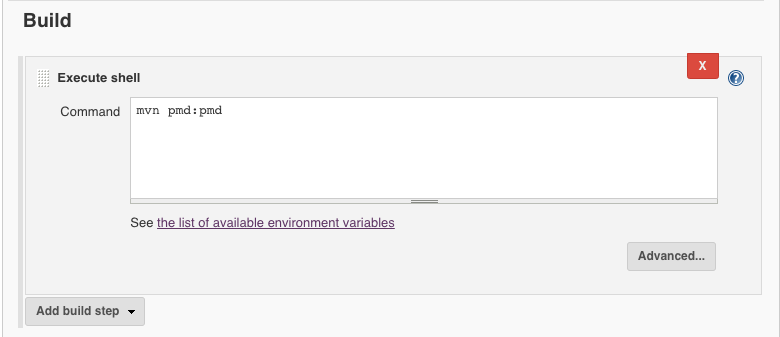 Build
Execute shell
X
?
Command
mvn pmd:pmd
See the list of available environment variables
Advanced...
Add build step